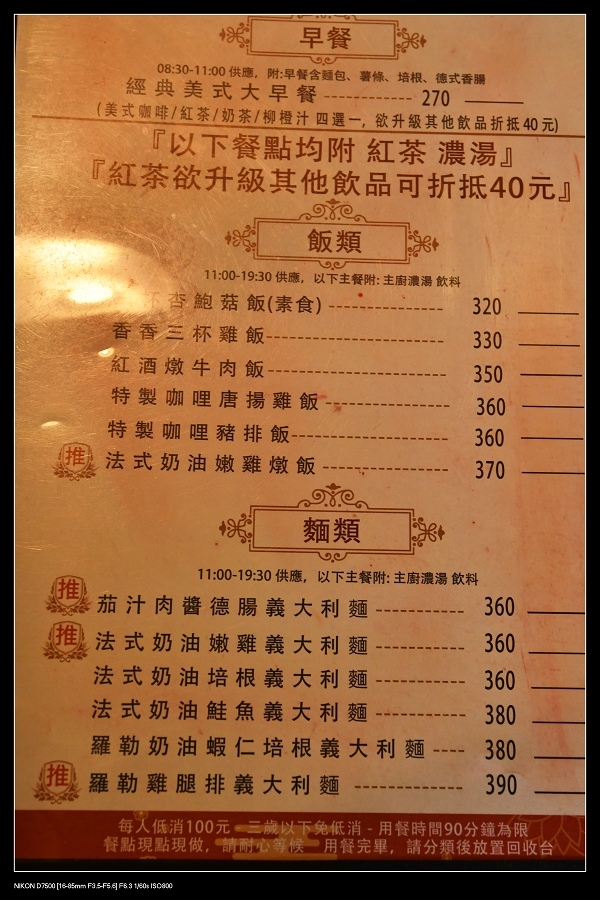 早餐
08:30-11:00 供應，附:早餐含麵包、薯條、培根、德式香腸
經典美式大早餐 ------------ 270
(美式咖啡/紅茶/奶茶/柳橙汁 四選一, 欲升級其他飲品折抵40元)
『以下餐點均附 紅茶 濃湯』
『紅茶欲升級其他飲品可折抵40元』
飯類
11:00-19:30 供應，以下主餐附: 主廚濃湯 飲料
杏鮑菇飯(素食) ---------------- 320
香香三杯雞飯------------------------- 330
紅酒燉牛肉飯------------------------- 350
特製咖哩唐揚雞飯----------------- 360
特製咖哩豬排飯---------------------- 360
推 法式奶油嫩雞燉飯----------------- 370
麵類
11:00-19:30 供應，以下主餐附: 主廚濃湯 飲料
推 茄汁肉醬德腸義大利麵 ------------ 360
推 法式奶油嫩雞義大利麵 ------------ 360
法式奶油培根義大利麵 ------------ 360
法式奶油鮭魚義大利麵 ------------ 380
羅勒奶油蝦仁培根義大利麵 ---- 380
推 羅勒雞腿排義大利麵 --------------- 390
每人低消100元 - 三歲以下免低消 - 用餐時間90分鐘為限
餐點現點現做，請耐心等候 用餐完畢，請分類後放置回收台
NIKON D7500 [16-85mm F3.5-F5.6] F6.3 1/60s ISO800